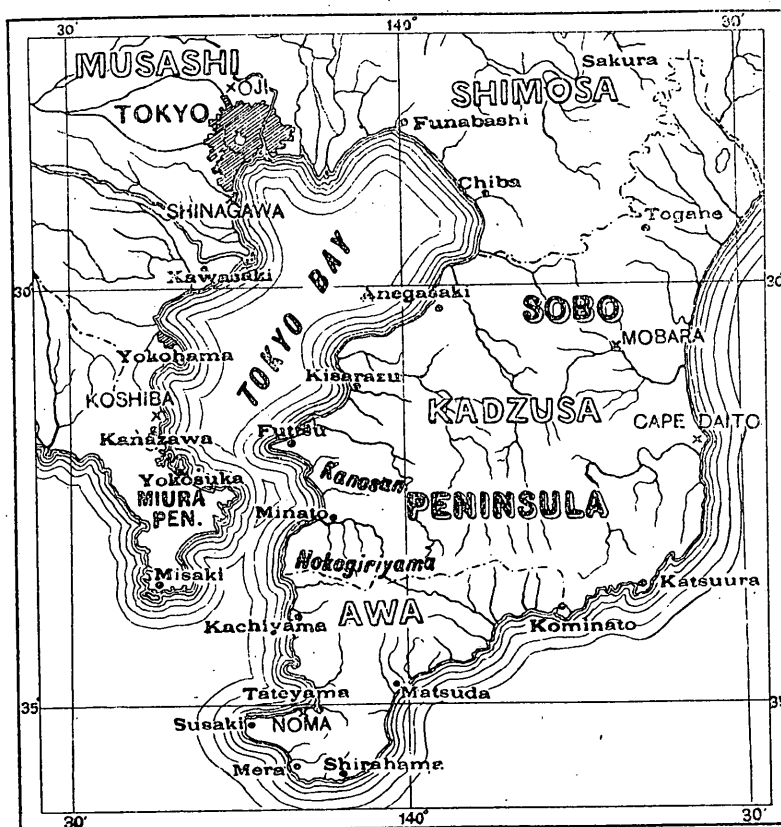 30' 140° 30'
MUSASHI
Sakura
×OJI
SHIMOSA
TOKYO
Funabashi
Chiba
SHINAGAWA
Togane
Kawasaki
TOKYO BAY
30' 30'
Anegasaki
SOBO
MOBARA
Yokohama
Kisarazu
KOSHIBA
KADZUSA
CAPE DAITO
Kanazawa
Futtsu
Yokosuka
Kanosan
MIURA
PEN.
PENINSULA
Minato
Nokogiriyama
Misaki
Katsuura
AWA
Kachiyama
Kominato
Tateyama
Matsuda
35° 35°
Susaki
NOMA
Mera
Shirahama
30' 140° 30'